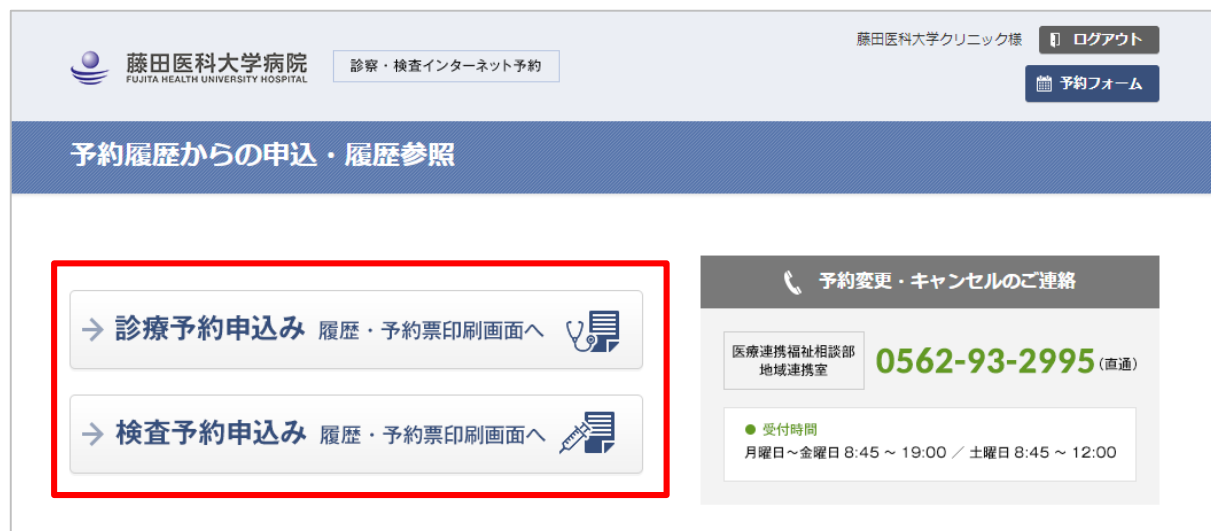 藤田医科大学病院
FUJITA HEALTH UNIVERSITY HOSPITAL
診察・検査インターネット予約
藤田医科大学クリニック様
ログアウト
予約フォーム
予約履歴からの申込・履歴参照
診療予約申込み 履歴・予約票印刷画面へ
検査予約申込み 履歴・予約票印刷画面へ
予約変更・キャンセルのご連絡
医療連携福祉相談部
地域連携室
0562-93-2995(直通)
● 受付時間
月曜日～金曜日 8:45 ～ 19:00 ／ 土曜日 8:45 ～ 12:00